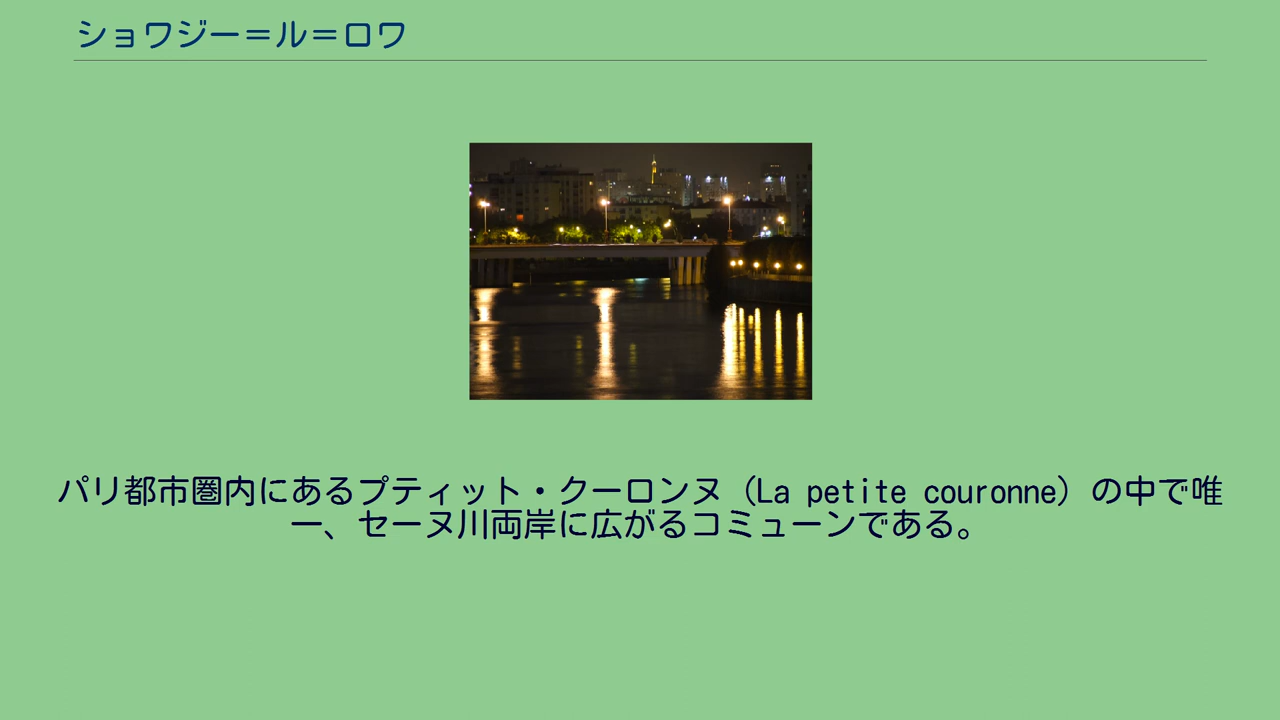 ショワジー＝ル＝ロワ
パリ都市圏内にあるプティット・クーロンヌ（La petite couronne）の中で唯
一、セーヌ川両岸に広がるコミューンである。